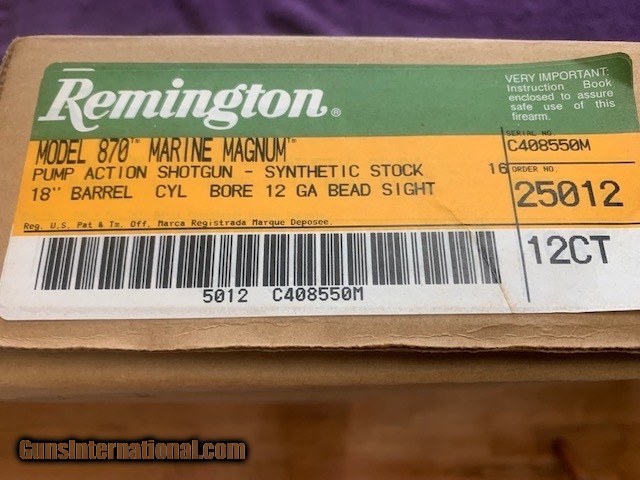 Remington®
VERY IMPORTANT:
Instruction Book
enclosed to assure
safe use of this
firearm.
MODEL 870™ MARINE MAGNUM™
PUMP ACTION SHOTGUN - SYNTHETIC STOCK
18" BARREL CYL BORE 12 GA BEAD SIGHT
Reg. U.S. Pat & Tm. Off. Marca Registrada Marque Deposee.
SERIAL NO.
C408550M
16 ORDER NO.
25012
12CT
5012 C408550M
GunsInternational.com